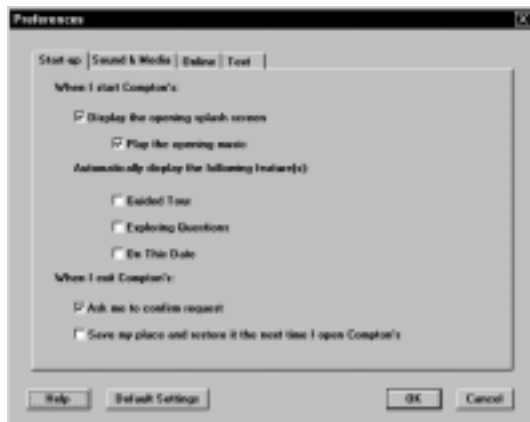 Preferences
Start-up Sound & Media Online Text
When I start Compton's:
Display the opening splash screen
Play the opening music
Automatically display the following feature(s):
Guided Tour
Exploring Questions
On This Date
When I exit Compton's:
Ask me to confirm request
Save my place and restore it the next time I open Compton's
Help Default Settings OK Cancel